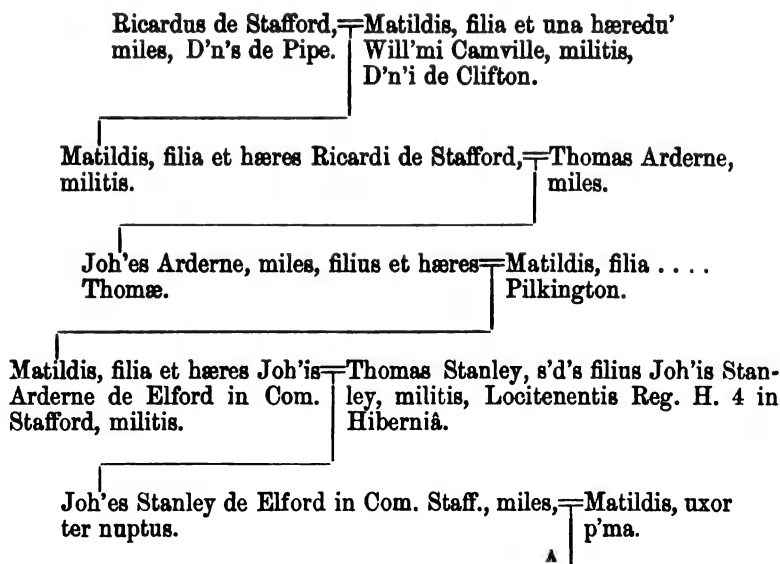 Ricardus de Stafford,
miles, D'n's de Pipe.
Matildis, filia et una hæredu'
Will'mi Camville, militis,
D'n'i de Clifton.
Matildis, filia et hæres Ricardi de Stafford,
militis.
Thomas Arderne,
miles.
Joh'es Arderne, miles, filius et hæres
Thomæ.
Matildis, filia ....
Pilkington.
Matildis, filia et hæres Joh'is
Arderne de Elford in Com.
Stafford, militis.
Thomas Stanley, s'd's filius Joh'is Stan-
ley, militis, Locitenentis Reg. H. 4 in
Hiberniâ.
Joh'es Stanley de Elford in Com. Staff., miles,
ter nuptus.
Matildis, uxor
p'ma.
A